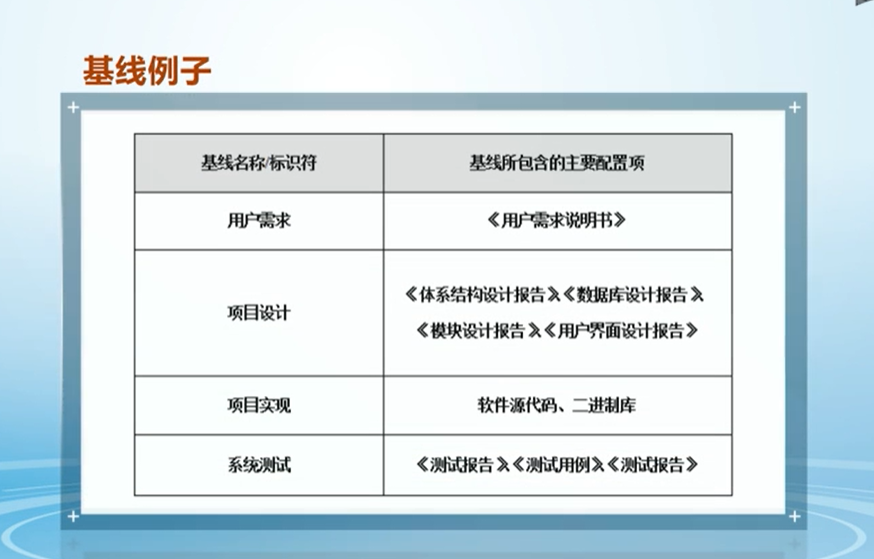 基线例子
基线名称/标识符
基线所包含的主要配置项
用户需求
《用户需求说明书》
项目设计
《体系结构设计报告》、《数据库设计报告》、
《模块设计报告》、《用户界面设计报告》
项目实现
软件源代码、二进制库
系统测试
《测试报告》、《测试用例》、《测试报告》